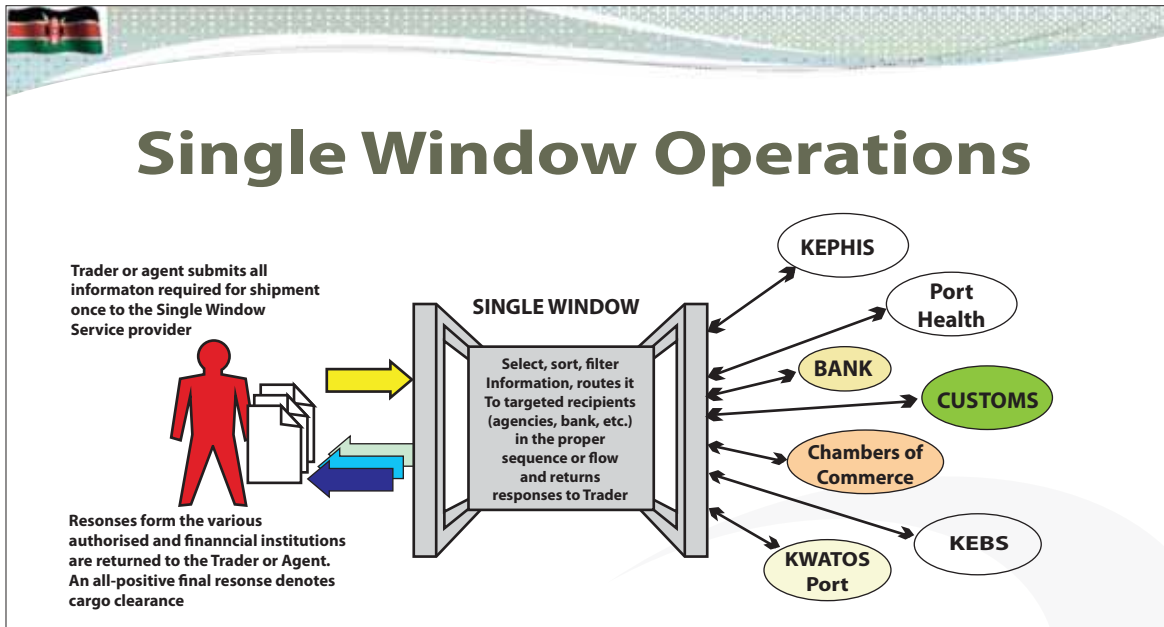 Single Window Operations
Trader or agent submits all
informaton required for shipment
once to the Single Window
Service provider
SINGLE WINDOW
Select, sort, filter
Information, routes it
To targeted recipients
(agencies, bank, etc.)
in the proper
sequence or flow
and returns
responses to Trader
KEPHIS
Port
Health
BANK
CUSTOMS
Chambers of
Commerce
KEBS
KWATOS
Port
Resonses form the various
authorised and finanncial institutions
are returned to the Trader or Agent.
An all-positive final resonse denotes
cargo clearance